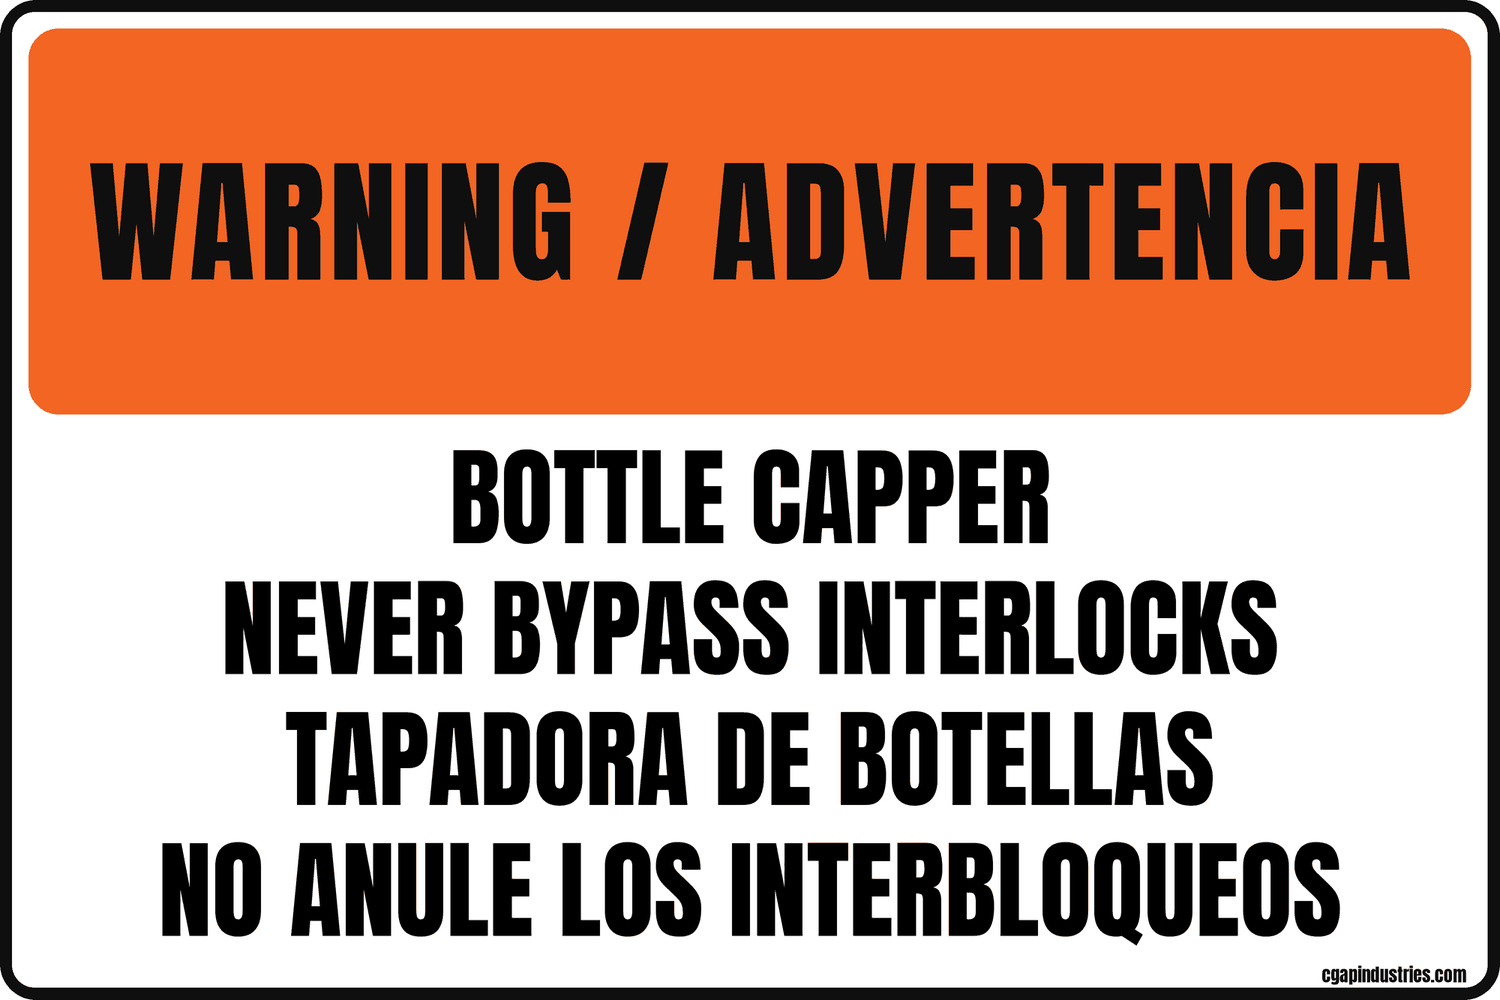 WARNING / ADVERTENCIA
BOTTLE CAPPER
NEVER BYPASS INTERLOCKS
TAPADORA DE BOTELLAS
NO ANULE LOS INTERBLOQUEOS
cgapindustries.com